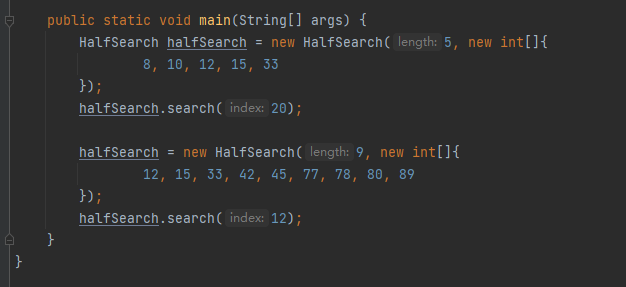 public static void main(String[] args) {
HalfSearch halfSearch = new HalfSearch( length: 5, new int[]{
8, 10, 12, 15, 33
});
halfSearch.search( index: 20);
halfSearch = new HalfSearch( length: 9, new int[]{
12, 15, 33, 42, 45, 77, 78, 80, 89
});
halfSearch.search( index: 12);
}
}